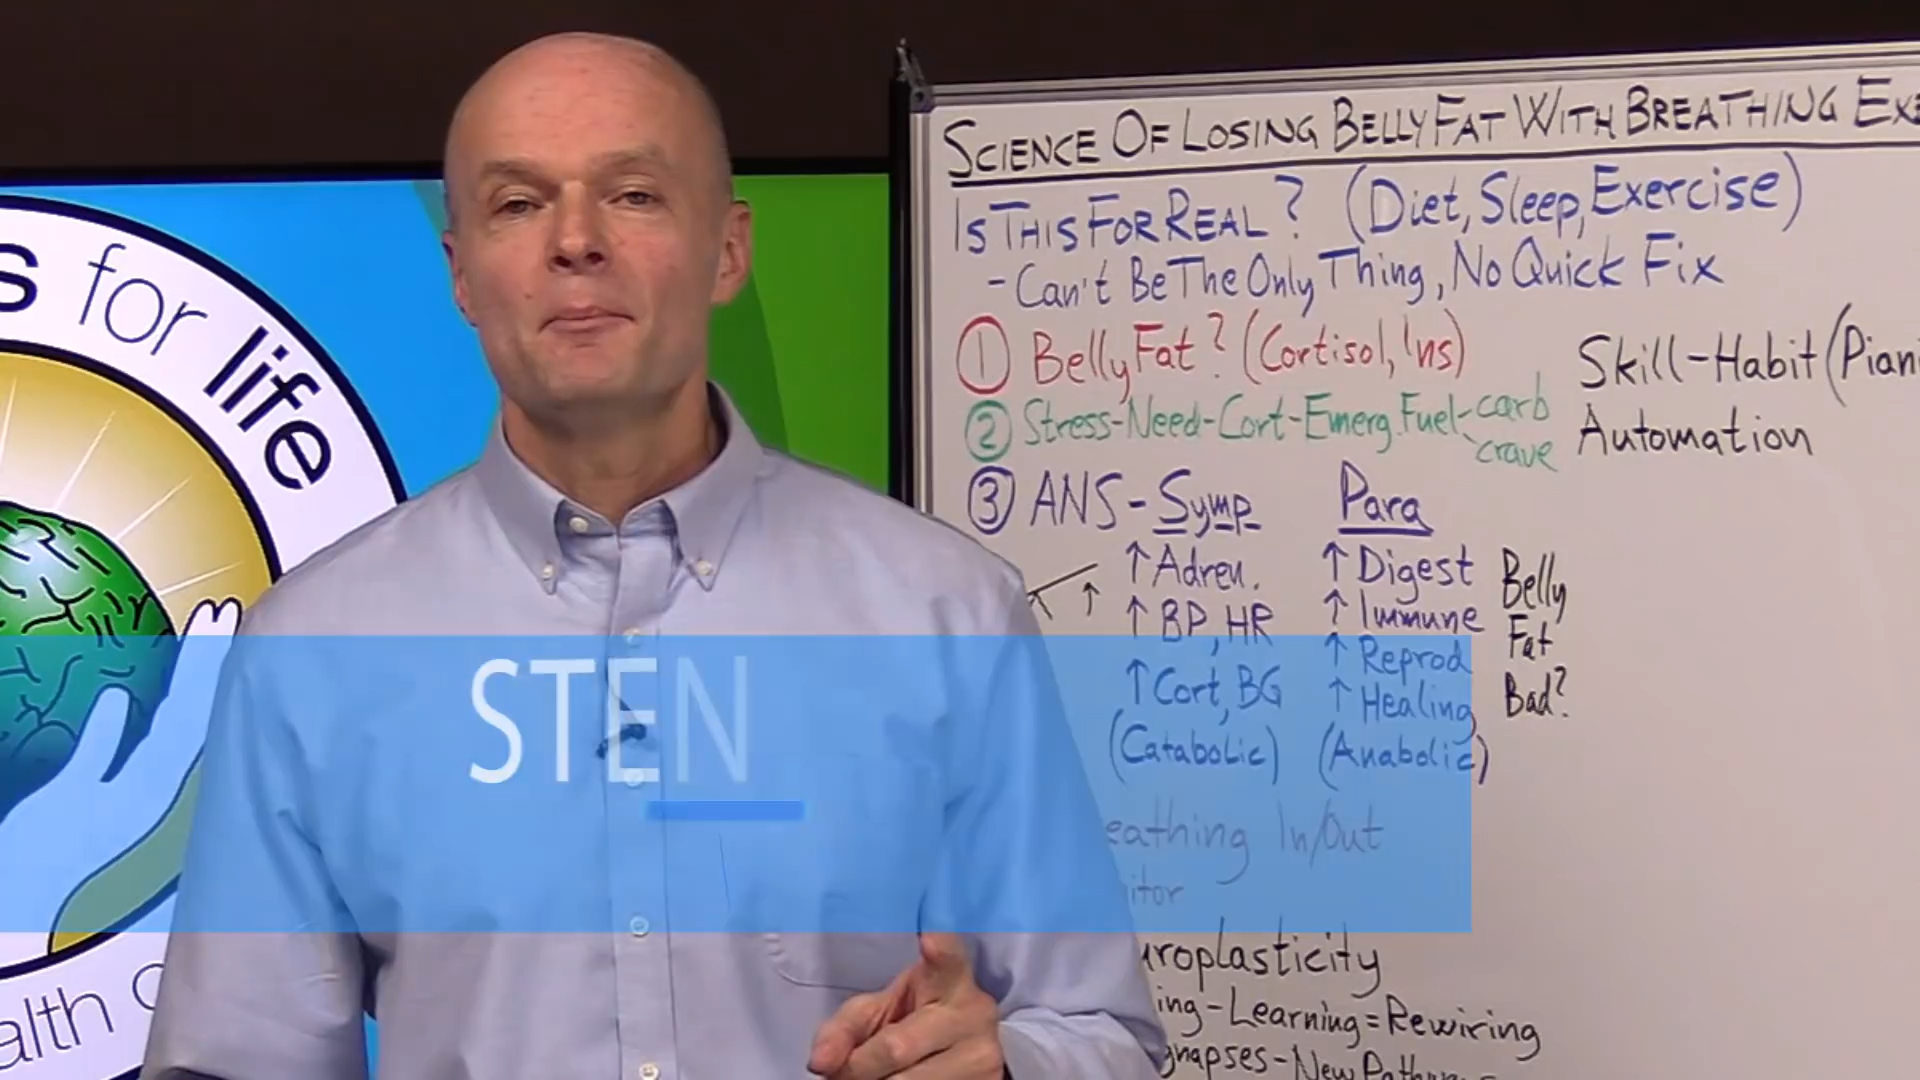 s for life
SCIENCE OF LOSING BELLY FAT WITH BREATHING
IS THIS FOR REAL? (Diet, Sleep, Exercise)
- Can't Be The Only Thing, No Quick Fix
① Belly Fat? (Cortisol, Ins)
Skill-Habit
② Stress-Need-Cort-Emerg. Fuel-carb
crave
Automation
③ ANS - Symp Para
↑ Adren. ↑ Digest
↑ BP, HR ↑ Immune
↑ Cort, BG ↑ Reprod
↑ Healing
(Catabolic) (Anabolic)
Belly
Fat
Bad?
STEN
In/Out
-Learning=Rewiring
-New